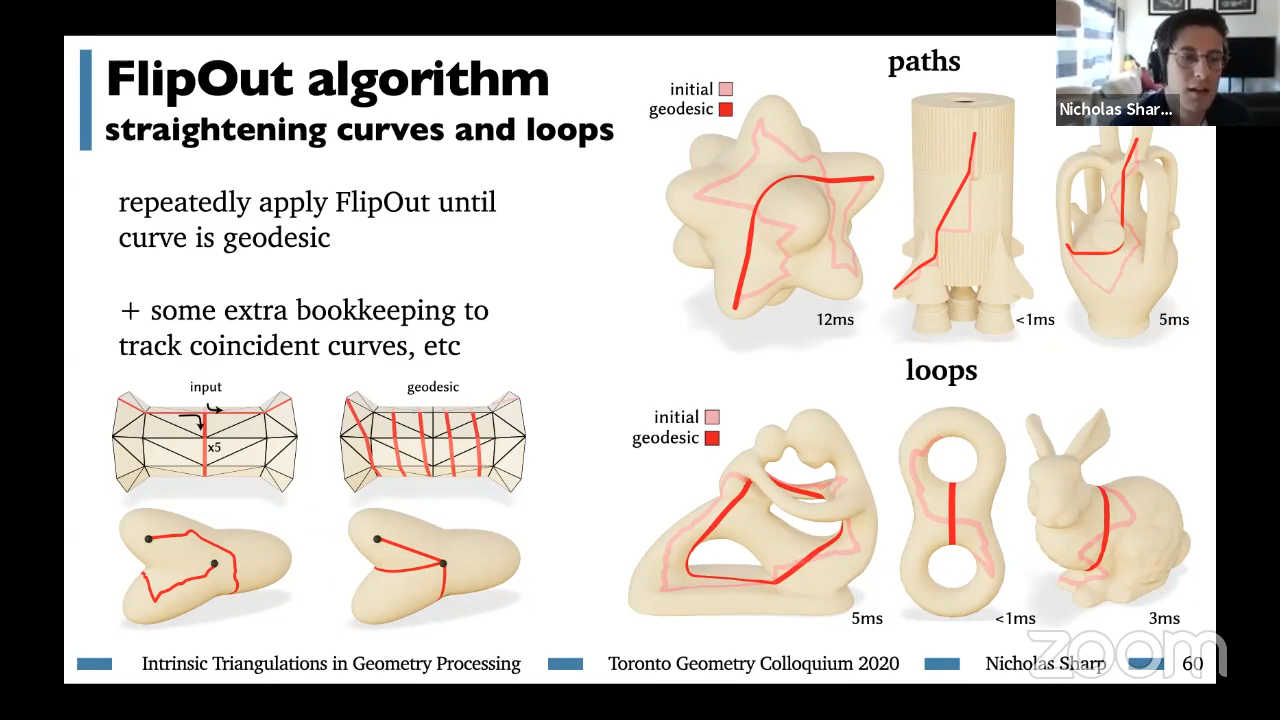 FlipOut algorithm
straightening curves and loops
repeatedly apply FlipOut until
curve is geodesic
+ some extra bookkeeping to
track coincident curves, etc
input
geodesic
x5
paths
initial
geodesic
12ms
<1ms
5ms
loops
initial
geodesic
5ms
<1ms
3ms
Nicholas Shar...
Intrinsic Triangulations in Geometry Processing
Toronto Geometry Colloquium 2020
Nicholas Sharp
60
zoom